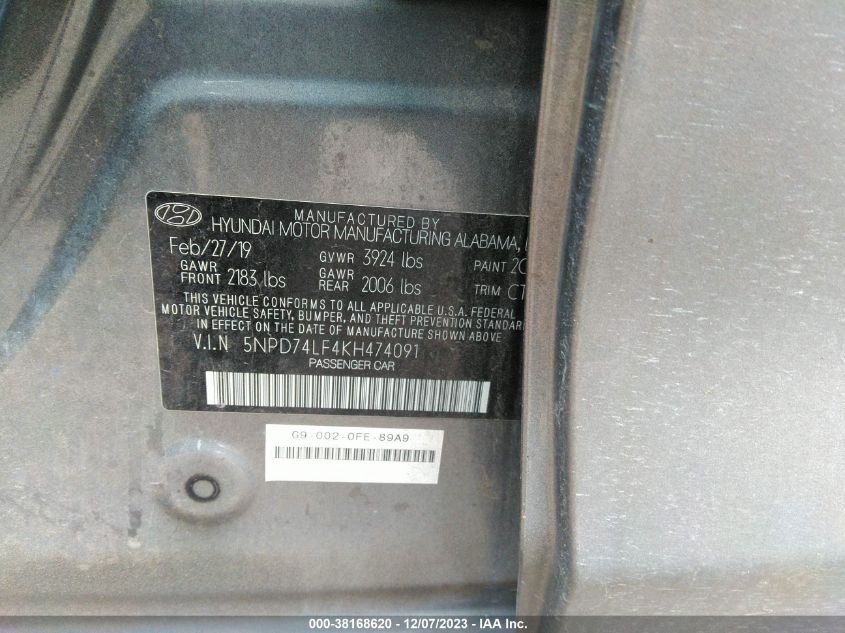 MANUFACTURED BY
HYUNDAI MOTOR MANUFACTURING ALABAMA,
Feb/27/19 GVWR 3924 lbs PAINT
GAWR FRONT 2183 lbs GAWR REAR 2006 lbs TRIM
THIS VEHICLE CONFORMS TO ALL APPLICABLE U.S.A. FEDERAL
MOTOR VEHICLE SAFETY, BUMPER, AND THEFT PREVENTION STANDAR
IN EFFECT ON THE DATE OF MANUFACTURE SHOWN ABOVE
V.I.N 5NPD74LF4KH474091
PASSENGER CAR
G9-002-0FE-89A9
000-38168620 - 12/07/2023 - IAA Inc.